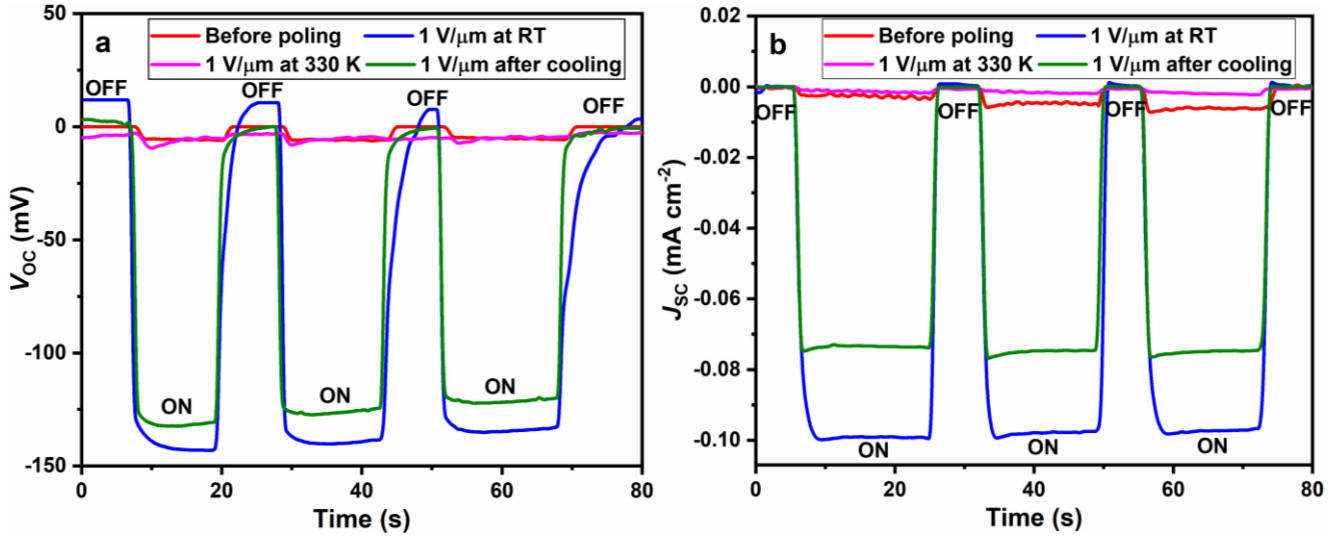 a
Before poling
1 V/μm at RT
1 V/μm at 330 K
1 V/μm after cooling
OFF
OFF
OFF
OFF
ON
ON
ON
50
0
-50
-100
-150
V_OC (mV)
0
20
40
60
80
Time (s)
b
Before poling
1 V/μm at RT
1 V/μm at 330 K
1 V/μm after cooling
OFF
OFF
OFF
OFF
ON
ON
ON
0.02
0.00
-0.02
-0.04
-0.06
-0.08
-0.10
J_SC (mA cm⁻²)
0
20
40
60
80
Time (s)